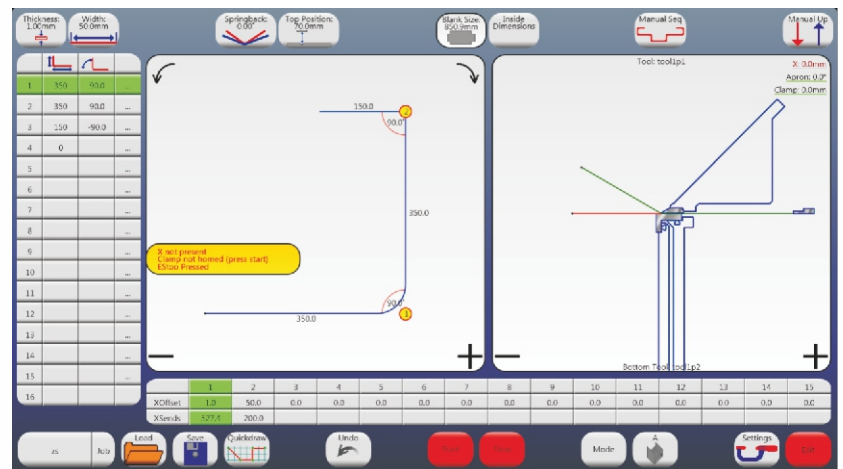 Thickness:
1.00mm
Width:
50.0mm
Springback:
0.00°
Top Position:
70.0mm
Blank Size:
850.9mm
Inside
Dimensions
Manual Seq
Manual Up
1 350 90.0 ...
2 350 90.0 ...
3 150 -90.0 ...
4 0 ...
5 ...
6 ...
7 ...
8 ...
9 ...
10 ...
11 ...
12 ...
13 ...
14 ...
15 ...
16
150.0
2
90.0
350.0
X not present
Clamp not homed (press start)
EStop Pressed
90.0
1
350.0
Tool: tool1p1
X: 0.0mm
Apron: 0.0°
Clamp: 0.0mm
Bottom Tool: tool1p2
1 2 3 4 5 6 7 8 9 10 11 12 13 14 15
XOffset 1.0 50.0 0.0 0.0 0.0 0.0 0.0 0.0 0.0 0.0 0.0 0.0 0.0 0.0 0.0
XSends 527.4 200.0
zs
Job
Load
Save
Quickdraw
Undo
Mode
A
Settings